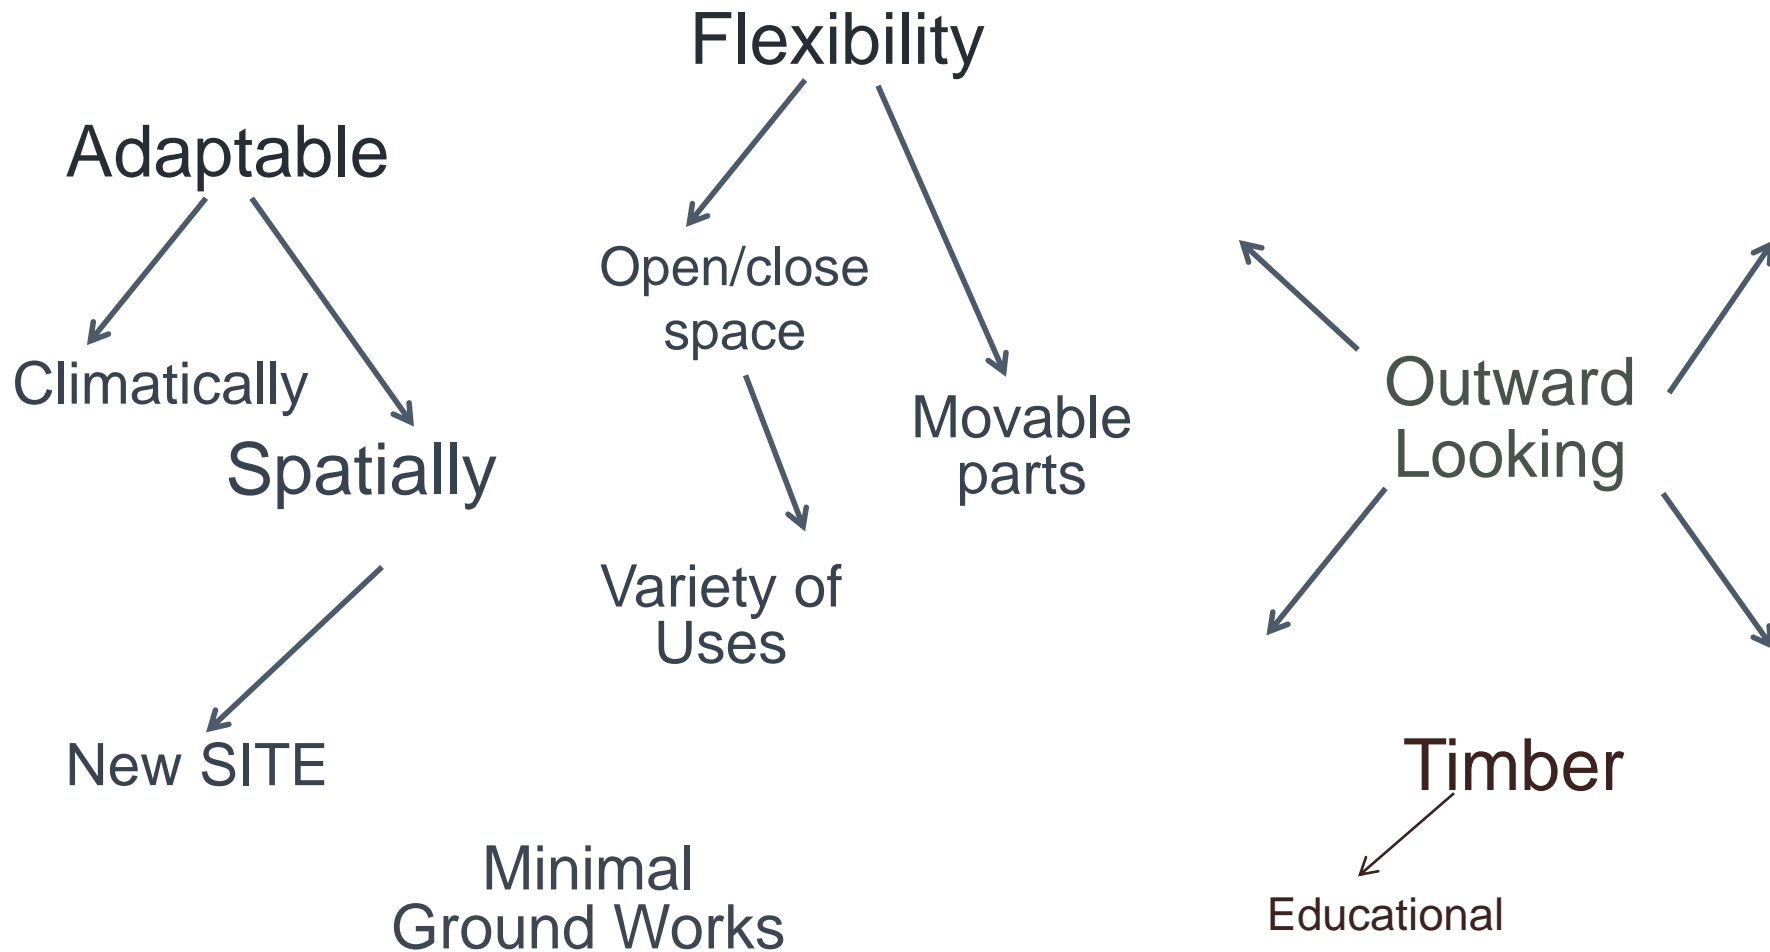 Flexibility
Adaptable
Open/close
space
Climatically
Spatially
Movable
parts
Outward
Looking
Variety of
Uses
New SITE
Timber
Minimal
Ground Works
Educational